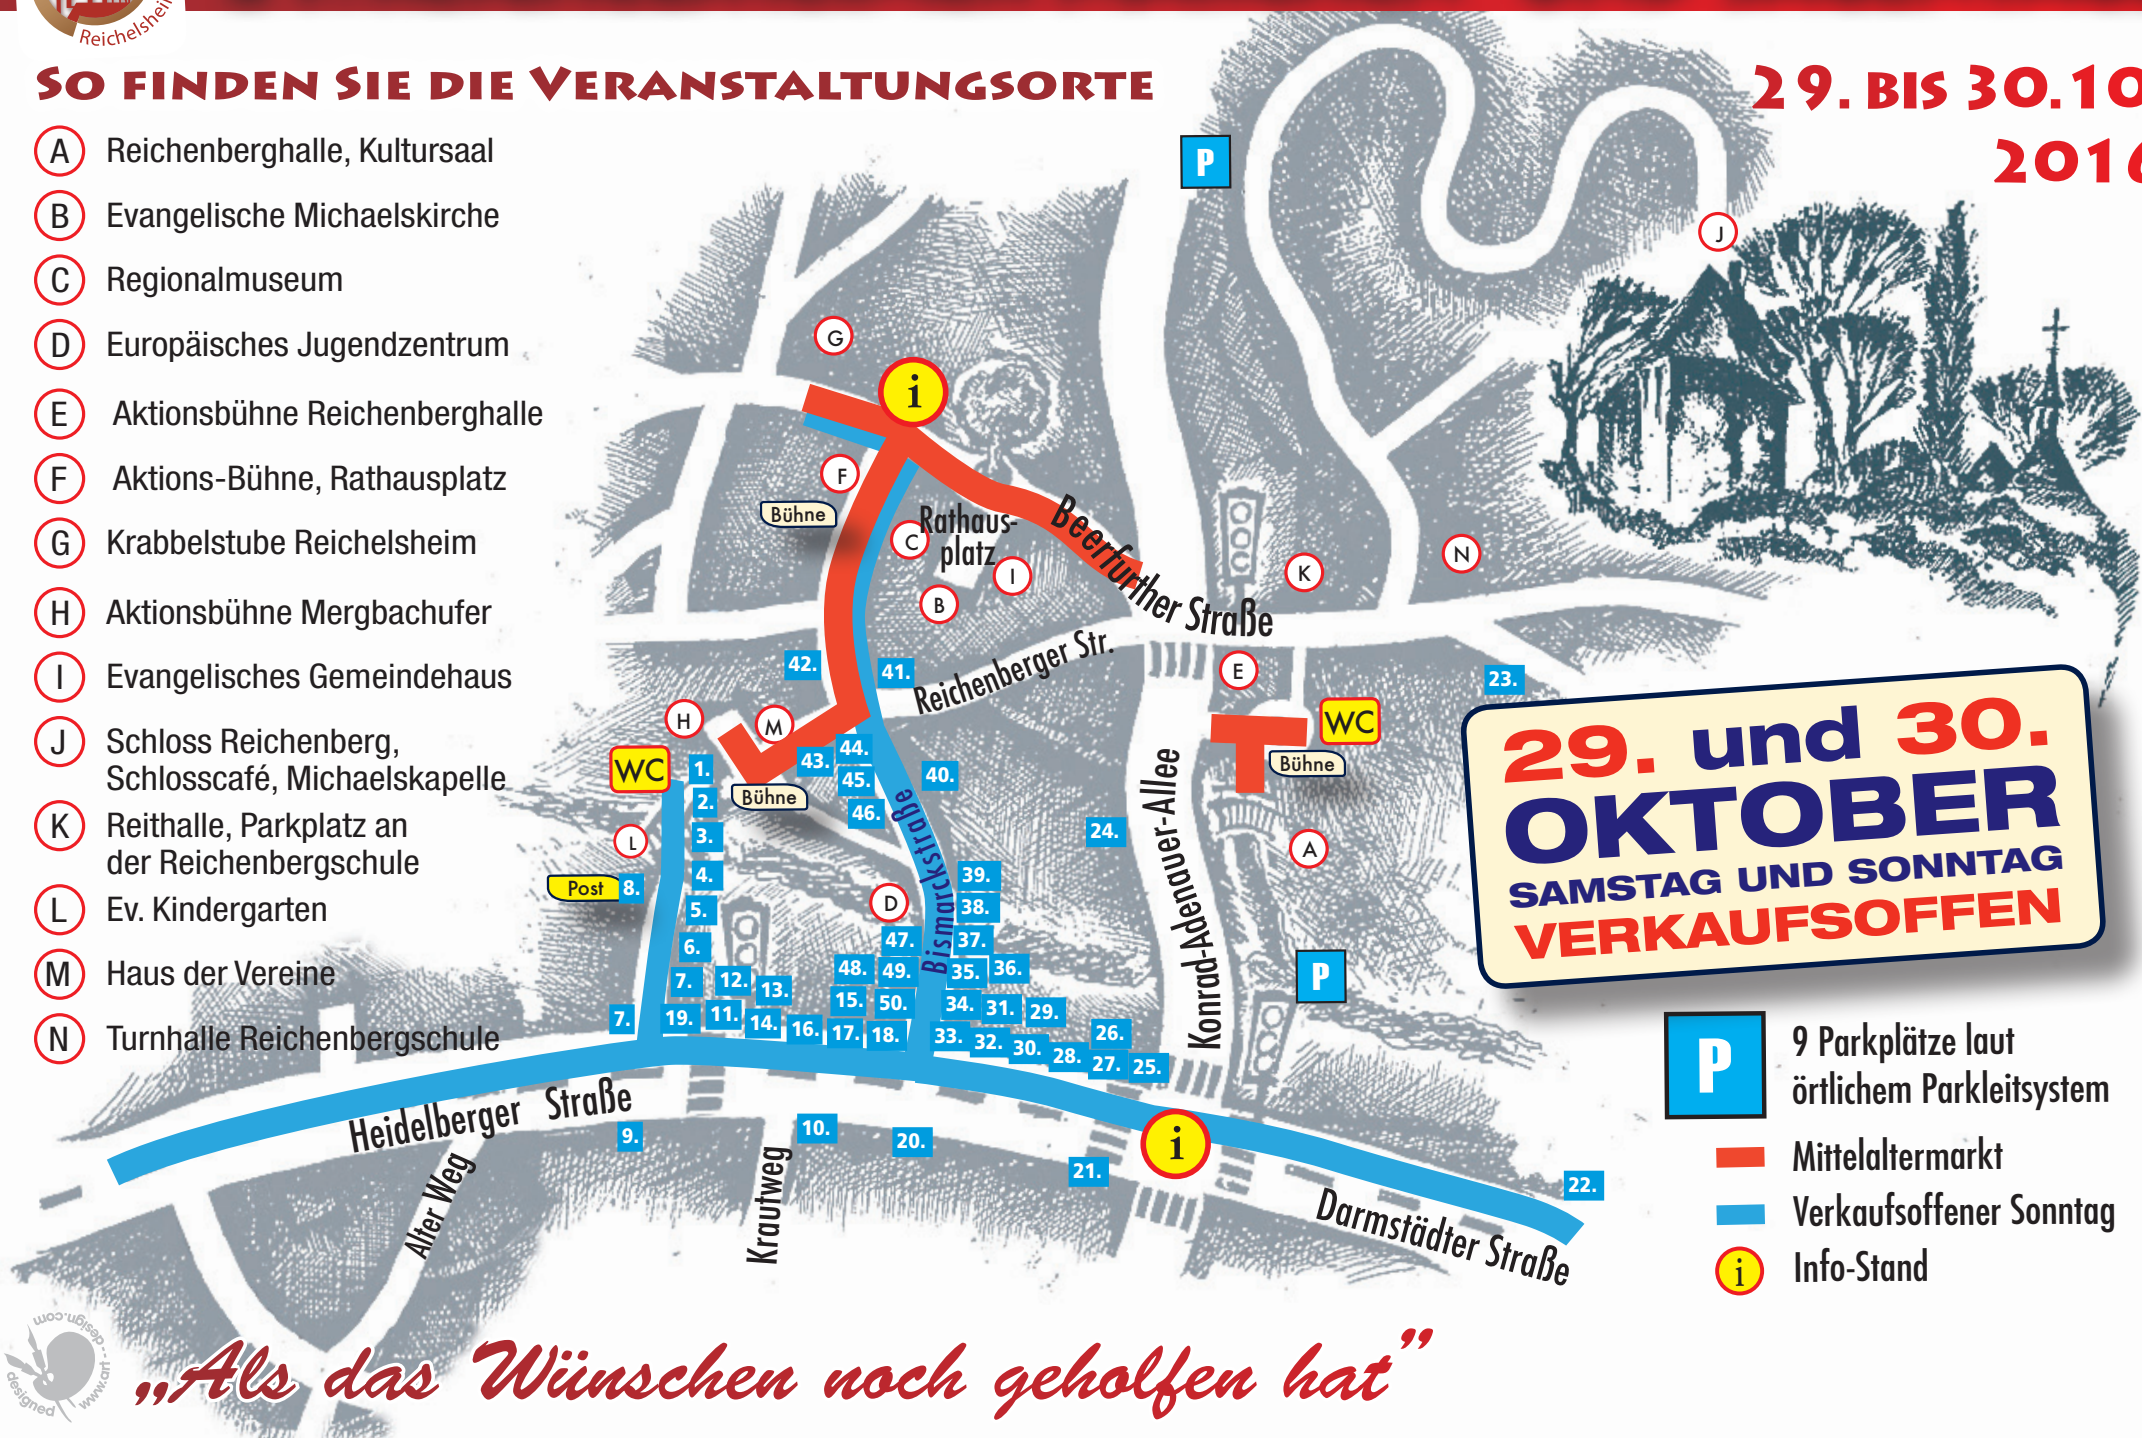 Reichelsheim
SO FINDEN SIE DIE VERANSTALTUNGSORTE
29. BIS 30.10
2016
A Reichenberghalle, Kultursaal
B Evangelische Michaelskirche
C Regionalmuseum
D Europäisches Jugendzentrum
E Aktionsbühne Reichenberghalle
F Aktions-Bühne, Rathausplatz
G Krabbelstube Reichelsheim
H Aktionsbühne Mergbachufer
I Evangelisches Gemeindehaus
J Schloss Reichenberg,
Schlosscafé, Michaelskapelle
K Reithalle, Parkplatz an
der Reichenbergschule
L Ev. Kindergarten
M Haus der Vereine
N Turnhalle Reichenbergschule
P
J
G
i
F
Bühne
C
Rathaus-
platz
I
B
Beerfurther Straße
K
N
42.
41.
Reichenberger Str.
E
23.
H
M
WC
Bühne
WC
1.
43.
44.
45.
46.
40.
Bühne
2.
3.
L
Post
8.
4.
5.
6.
7.
7.
12.
13.
19.
11.
14.
16.
D
Bismarckstraße
47.
48.
49.
15.
50.
17.
18.
39.
38.
37.
35.
36.
34.
31.
29.
33.
32.
30.
28.
26.
27.
25.
24.
Konrad-Adenauer-Allee
A
P
29. und 30.
OKTOBER
SAMSTAG UND SONNTAG
VERKAUFSOFFEN
Heidelberger Straße
9.
10.
20.
21.
i
22.
Alter Weg
Krautweg
Darmstädter Straße
P 9 Parkplätze laut
örtlichem Parkleitsystem
Mittelaltermarkt
Verkaufsoffener Sonntag
i Info-Stand
„Als das Wünschen noch geholfen hat”
designed
www.art---design.com